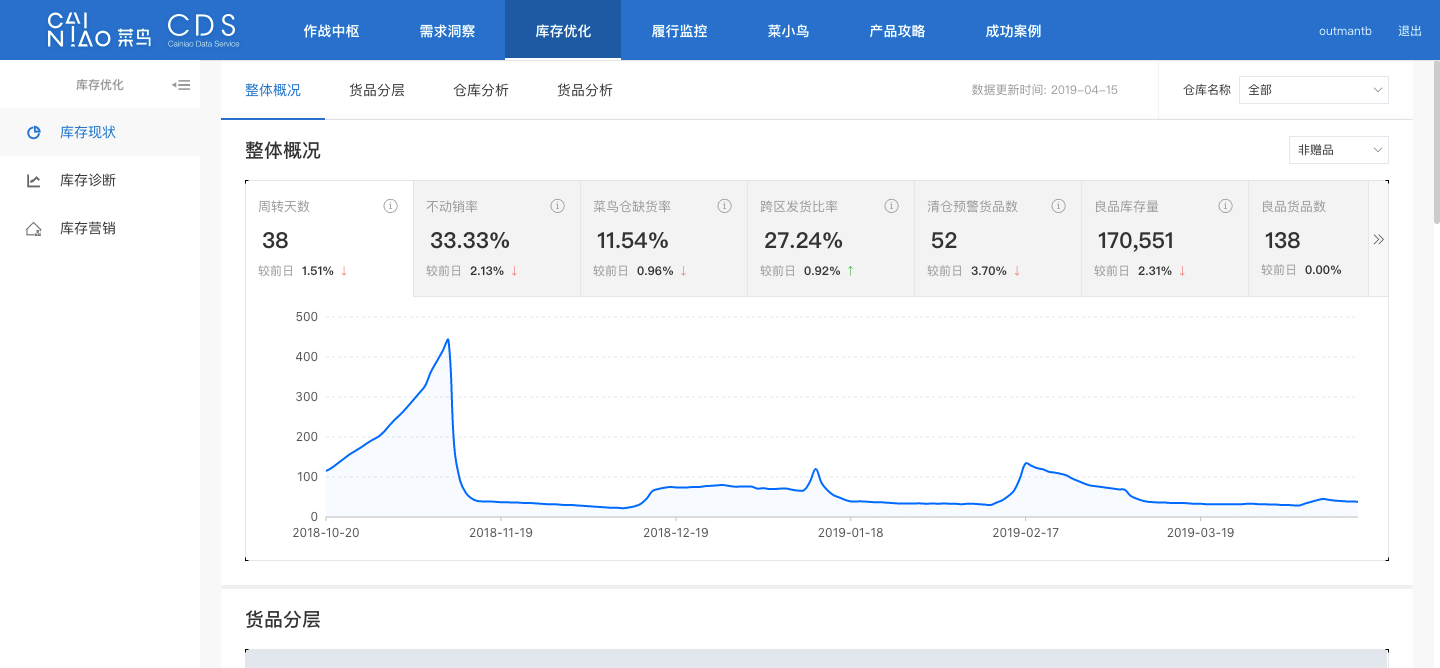 CAI NIAO 菜鸟 CDS Cainiao Data Service 作战中枢 需求洞察 库存优化 履行监控 菜小鸟 产品攻略 成功案例 outmantb 退出
库存优化
库存现状
库存诊断
库存营销
整体概况 货品分层 仓库分析 货品分析 数据更新时间: 2019-04-15 仓库名称 全部
整体概况 非赠品
周转天数 不动销率 菜鸟仓缺货率 跨区发货比率 清仓预警货品数 良品库存量 良品货品数
38 33.33% 11.54% 27.24% 52 170,551 138
较前日 1.51% ↓ 较前日 2.13% ↓ 较前日 0.96% ↓ 较前日 0.92% ↑ 较前日 3.70% ↓ 较前日 2.31% ↓ 较前日 0.00%
500
400
300
200
100
0
2018-10-20 2018-11-19 2018-12-19 2019-01-18 2019-02-17 2019-03-19
货品分层